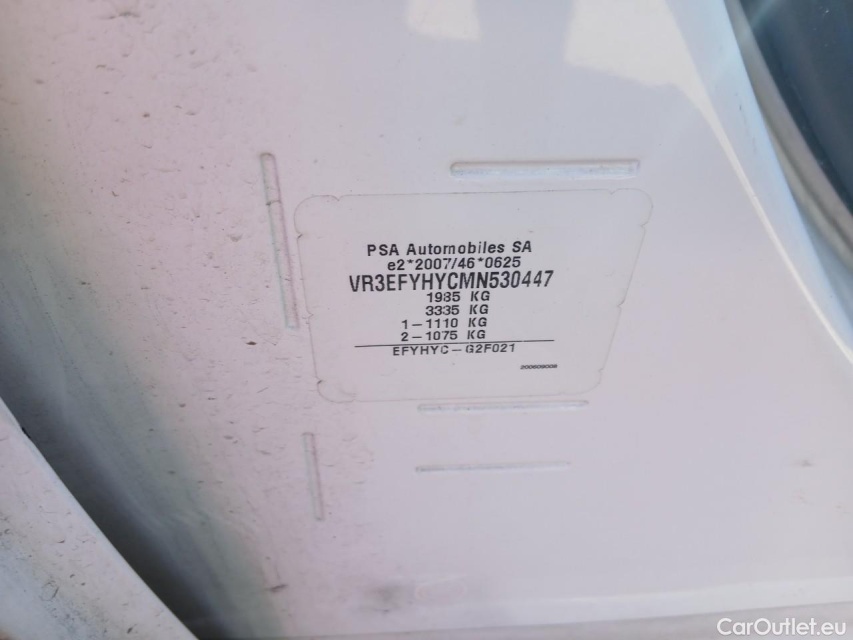 PSA Automobiles SA
e2*2007/46*0625
VR3EFYHYCMN530447
1985 KG
3335 KG
1-1110 KG
2-1075 KG
EFYHYC-G2F021
CarOutlet.eu